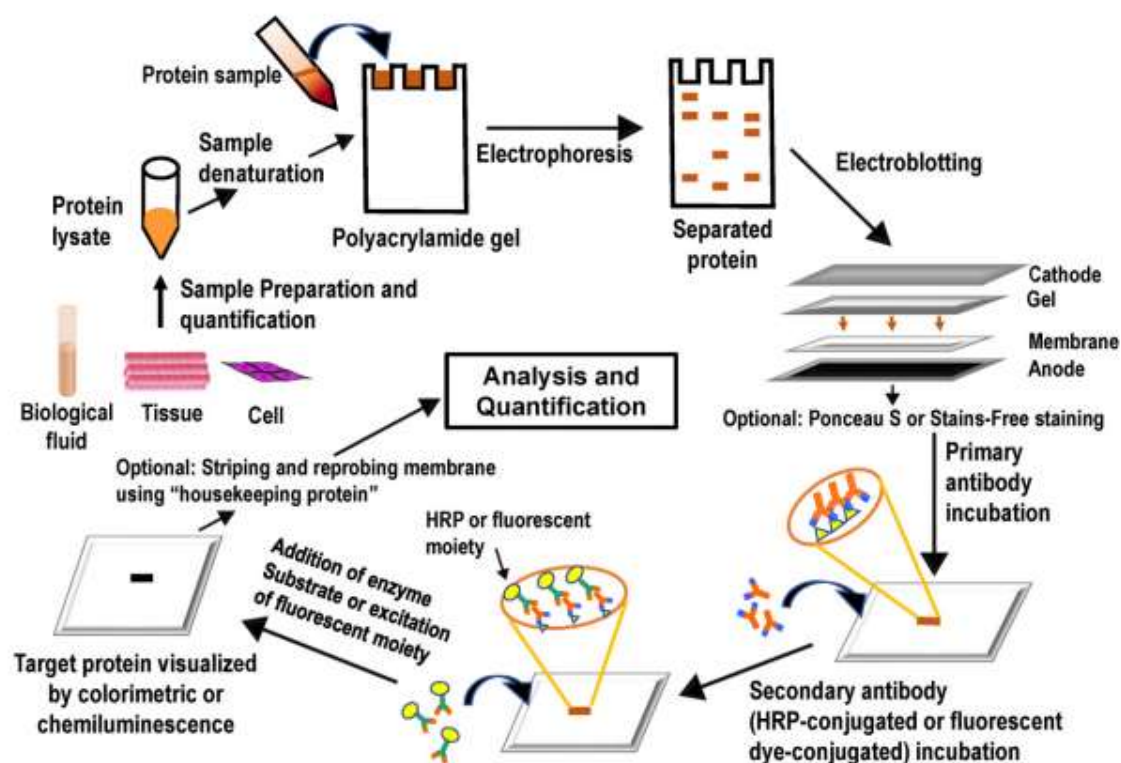 Protein sample
Sample
denaturation
Protein
lysate
Polyacrylamide gel
Electrophoresis
Separated
protein
Electroblotting
Cathode
Gel
Membrane
Anode
Sample Preparation and
quantification
Biological
fluid
Tissue
Cell
Analysis and
Quantification
Optional: Ponceau S or Stains-Free staining
Primary
antibody
incubation
Optional: Striping and reprobing membrane
using “housekeeping protein”
HRP or fluorescent
moiety
Addition of enzyme
Substrate or excitation
of fluorescent moiety
Target protein visualized
by colorimetric or
chemiluminescence
Secondary antibody
(HRP-conjugated or fluorescent
dye-conjugated) incubation